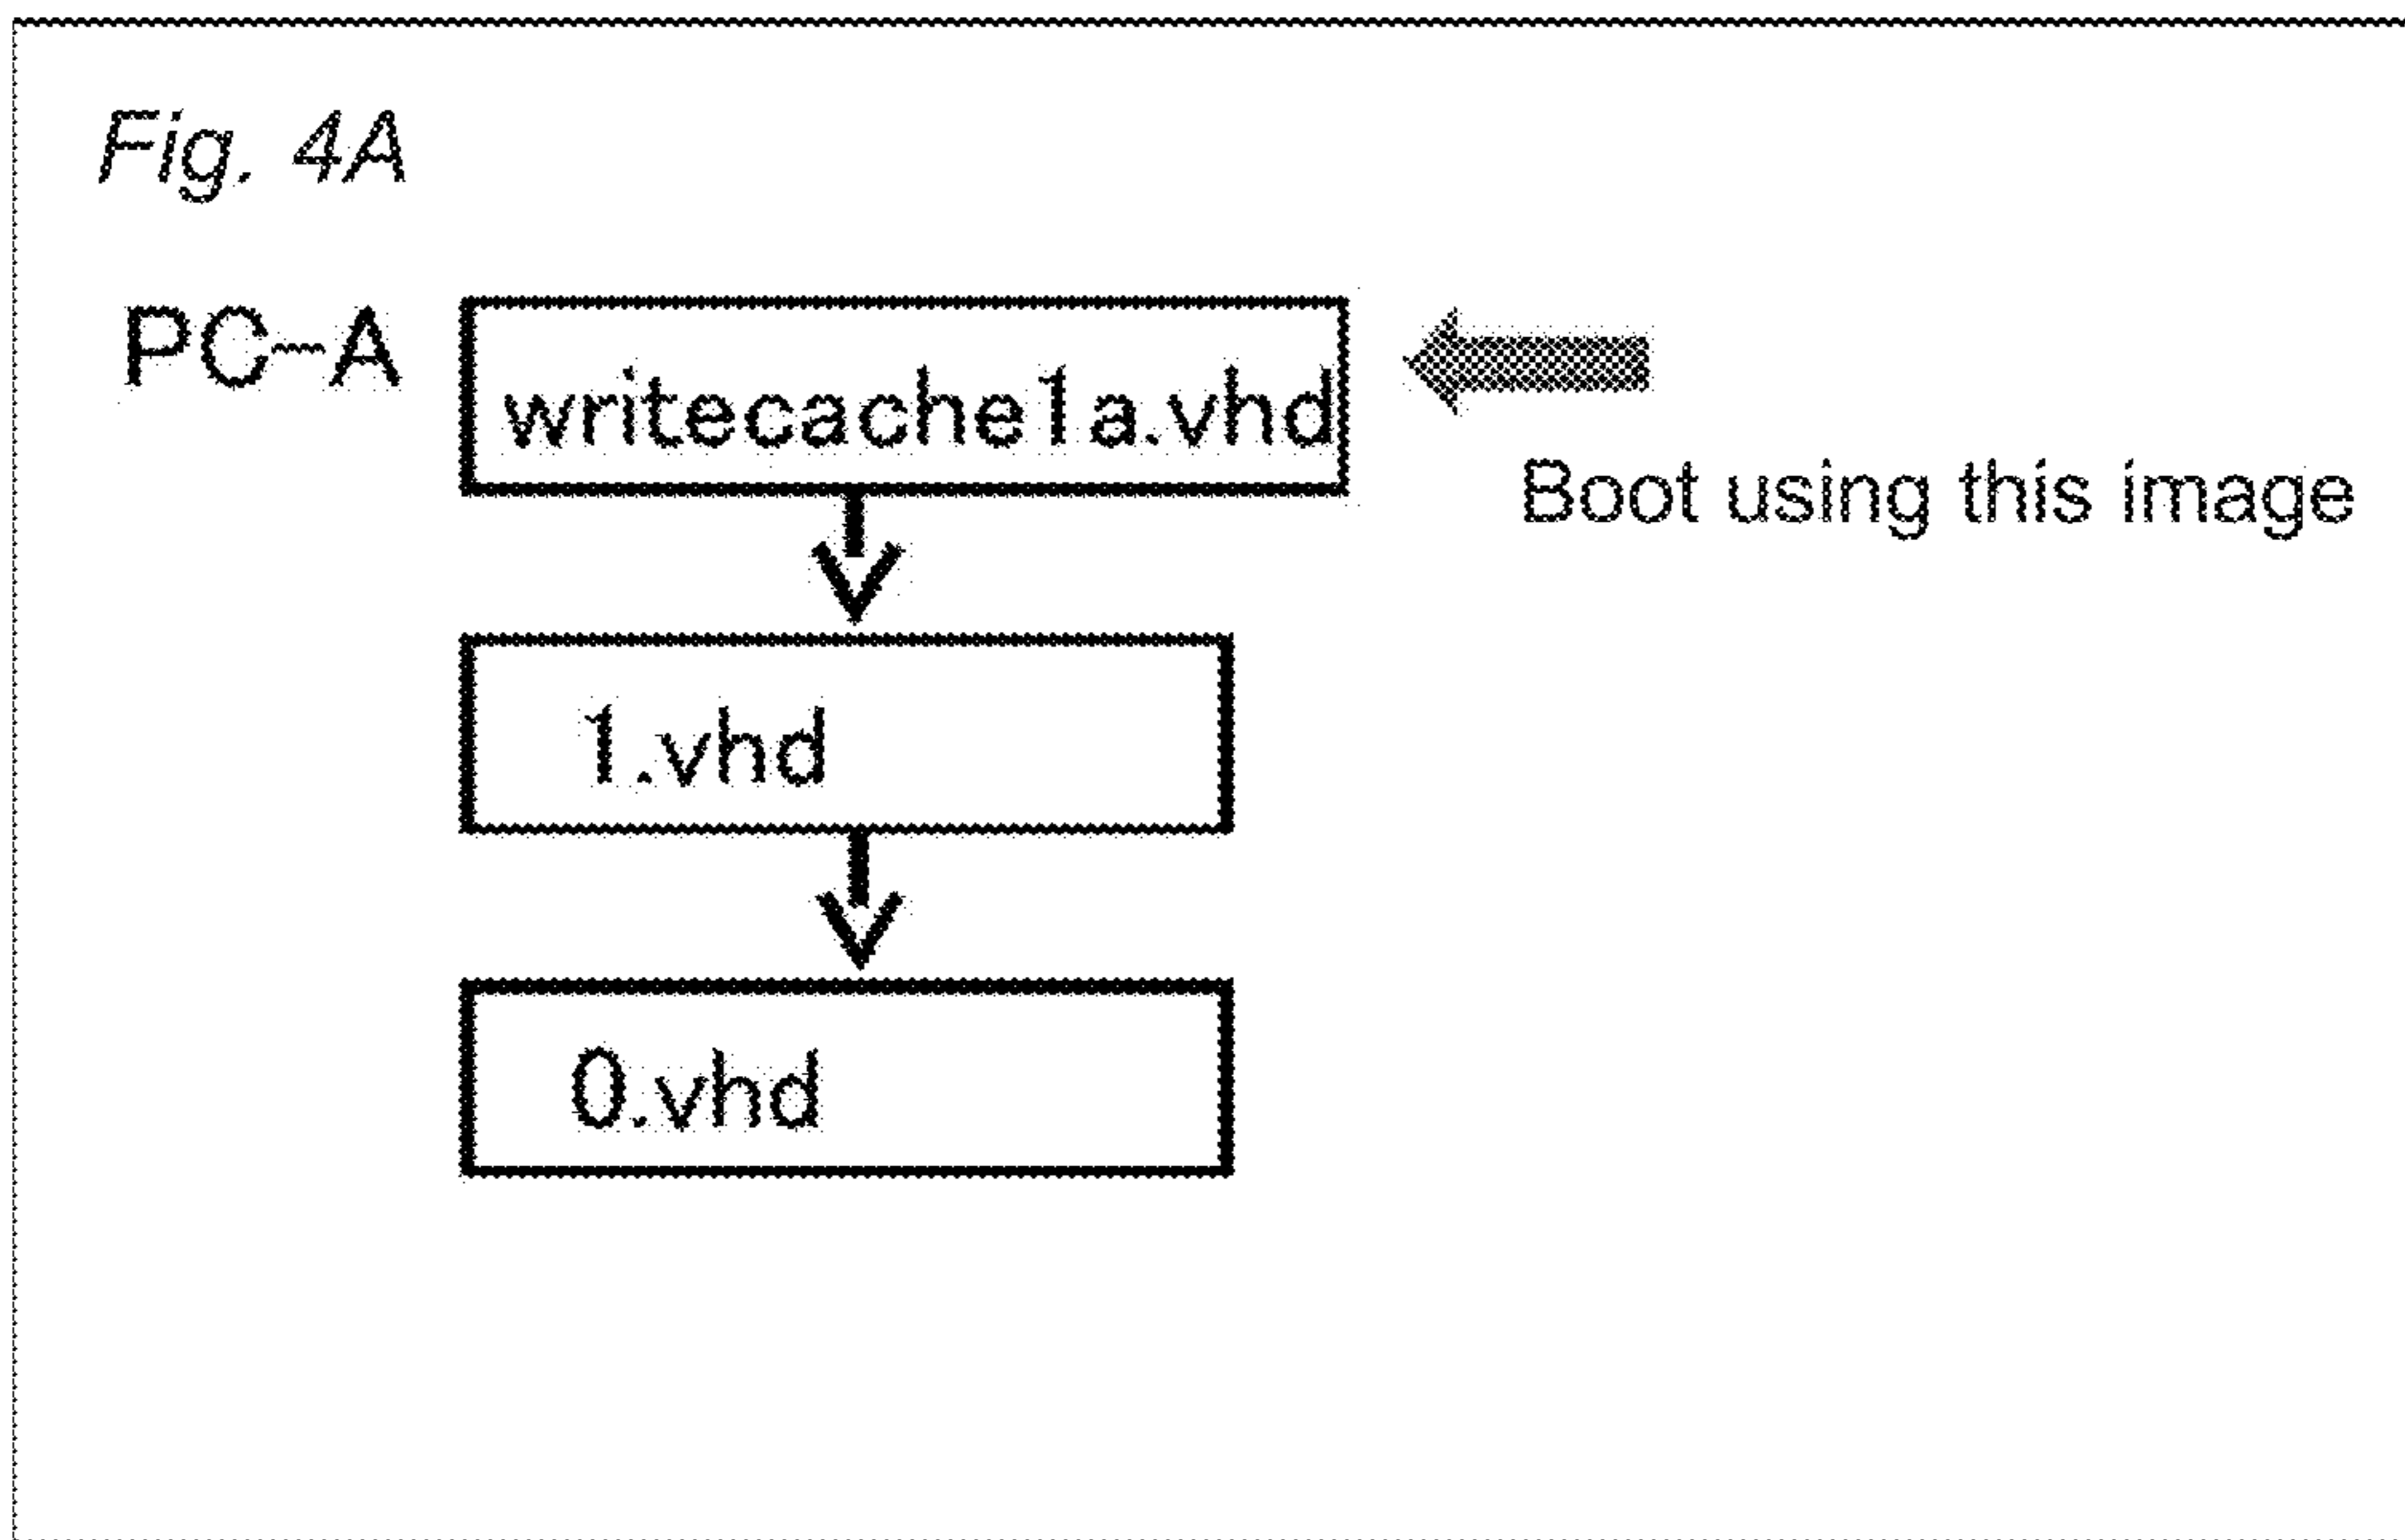 Fig. 4A
PC-A
writecache1a.vhd
Boot using this image
1.vhd
0.vhd